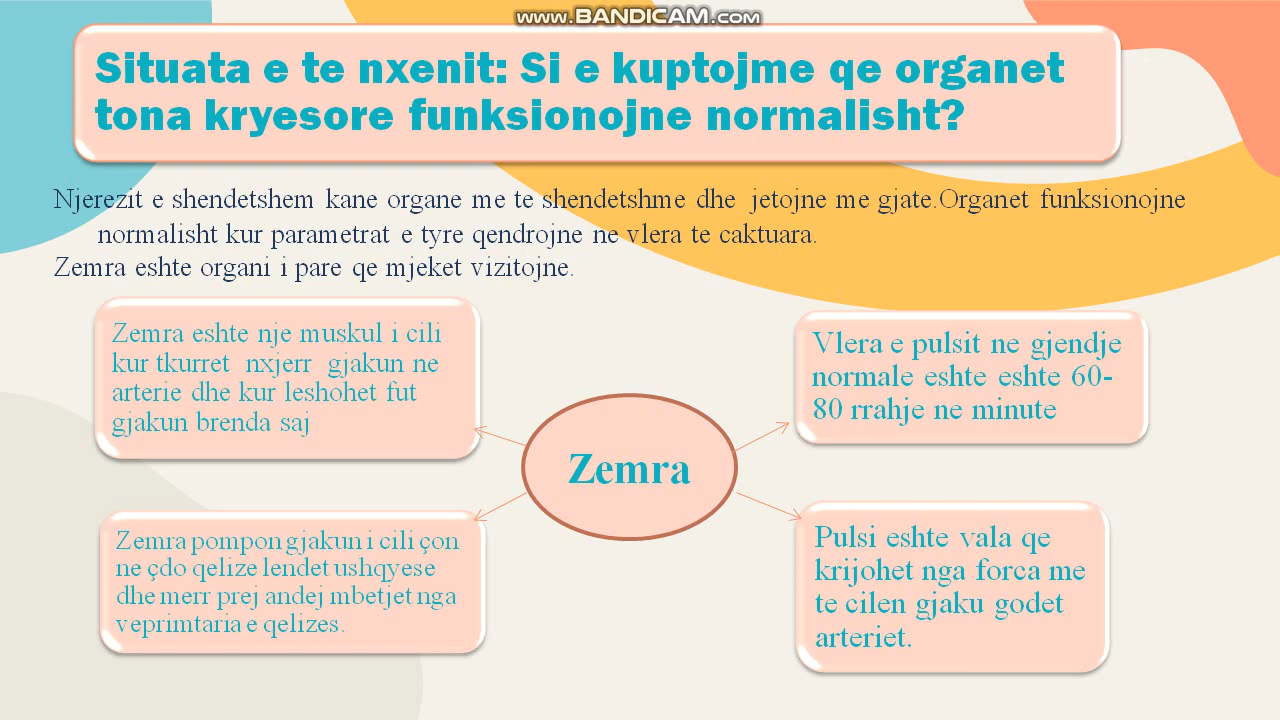 www.BANDICAM.com
Situata e te nxenit: Si e kuptojme qe organet
tona kryesore funksionojne normalisht?
Njerezit e shendetshem kane organe me te shendetshme dhe jetojne me gjate.Organet funksionojne
normalisht kur parametrat e tyre qendrojne ne vlera te caktuara.
Zemra eshte organi i pare qe mjeket vizitojne.
Zemra eshte nje muskul i cili
kur tkurret nxjerr gjakun ne
arterie dhe kur leshohet fut
gjakun brenda saj
Vlera e pulsit ne gjendje
normale eshte eshte 60-
80 rrahje ne minute
Zemra
Zemra pompon gjakun i cili çon
ne çdo qelize lendet ushqyese
dhe merr prej andej mbetjet nga
veprimtaria e qelizes.
Pulsi eshte vala qe
krijohet nga forca me
te cilen gjaku godet
arteriet.